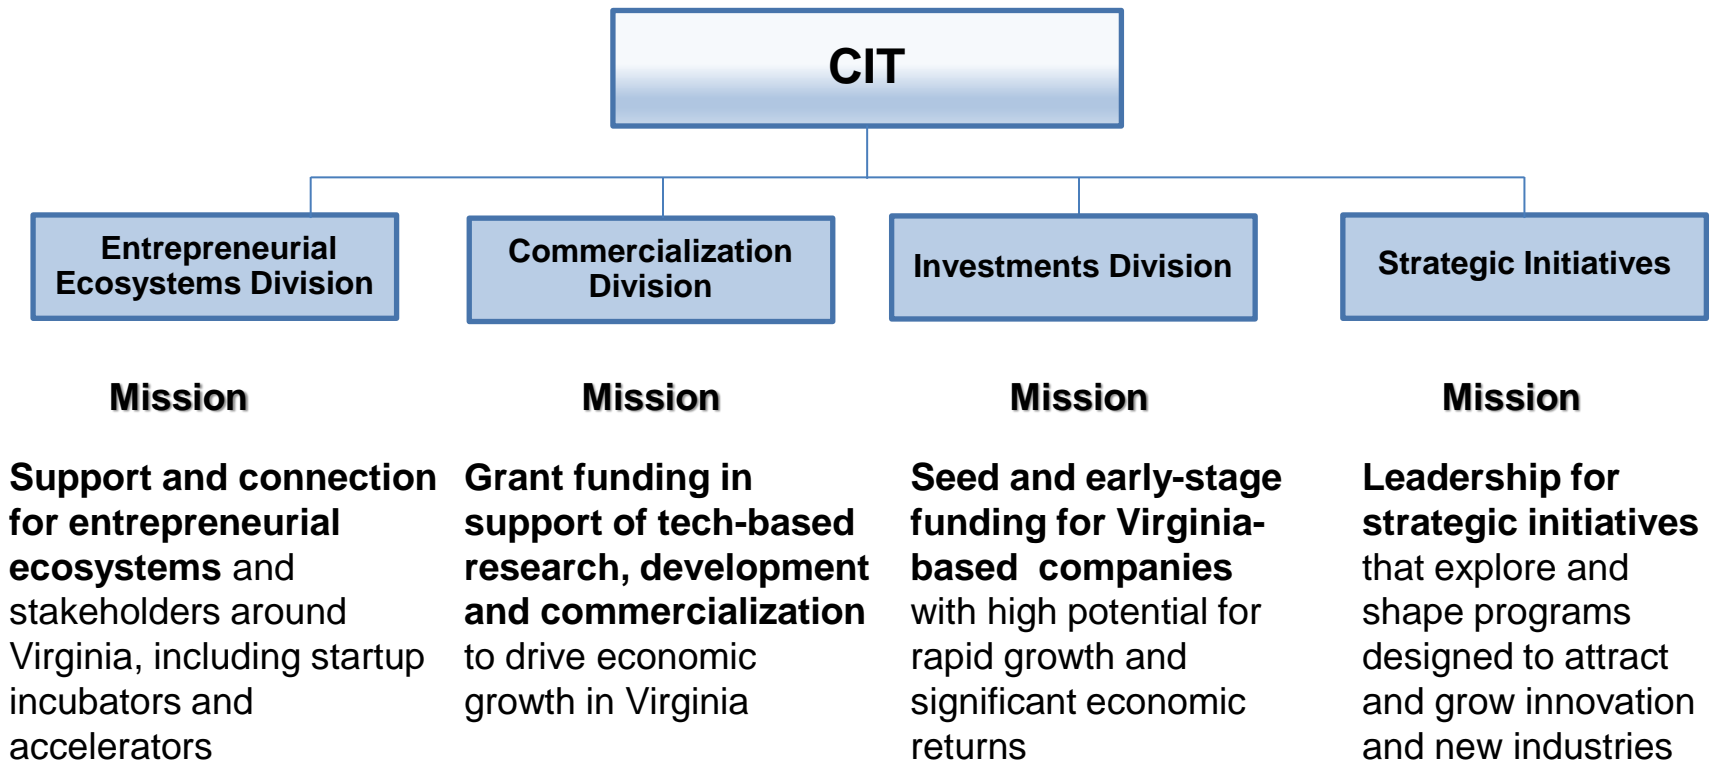 CIT
Entrepreneurial
Ecosystems Division
Commercialization
Division
Investments Division
Strategic Initiatives
Mission
Support and connection
for entrepreneurial
ecosystems and
stakeholders around
Virginia, including startup
incubators and
accelerators
Mission
Grant funding in
support of tech-based
research, development
and commercialization
to drive economic
growth in Virginia
Mission
Seed and early-stage
funding for Virginia-
based  companies
with high potential for
rapid growth and
significant economic
returns
Mission
Leadership for
strategic initiatives
that explore and
shape programs
designed to attract
and grow innovation
and new industries